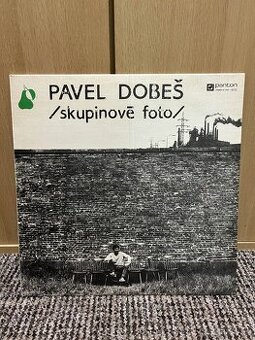 PAVEL DOBEŠ
panton
/skupinové foto/